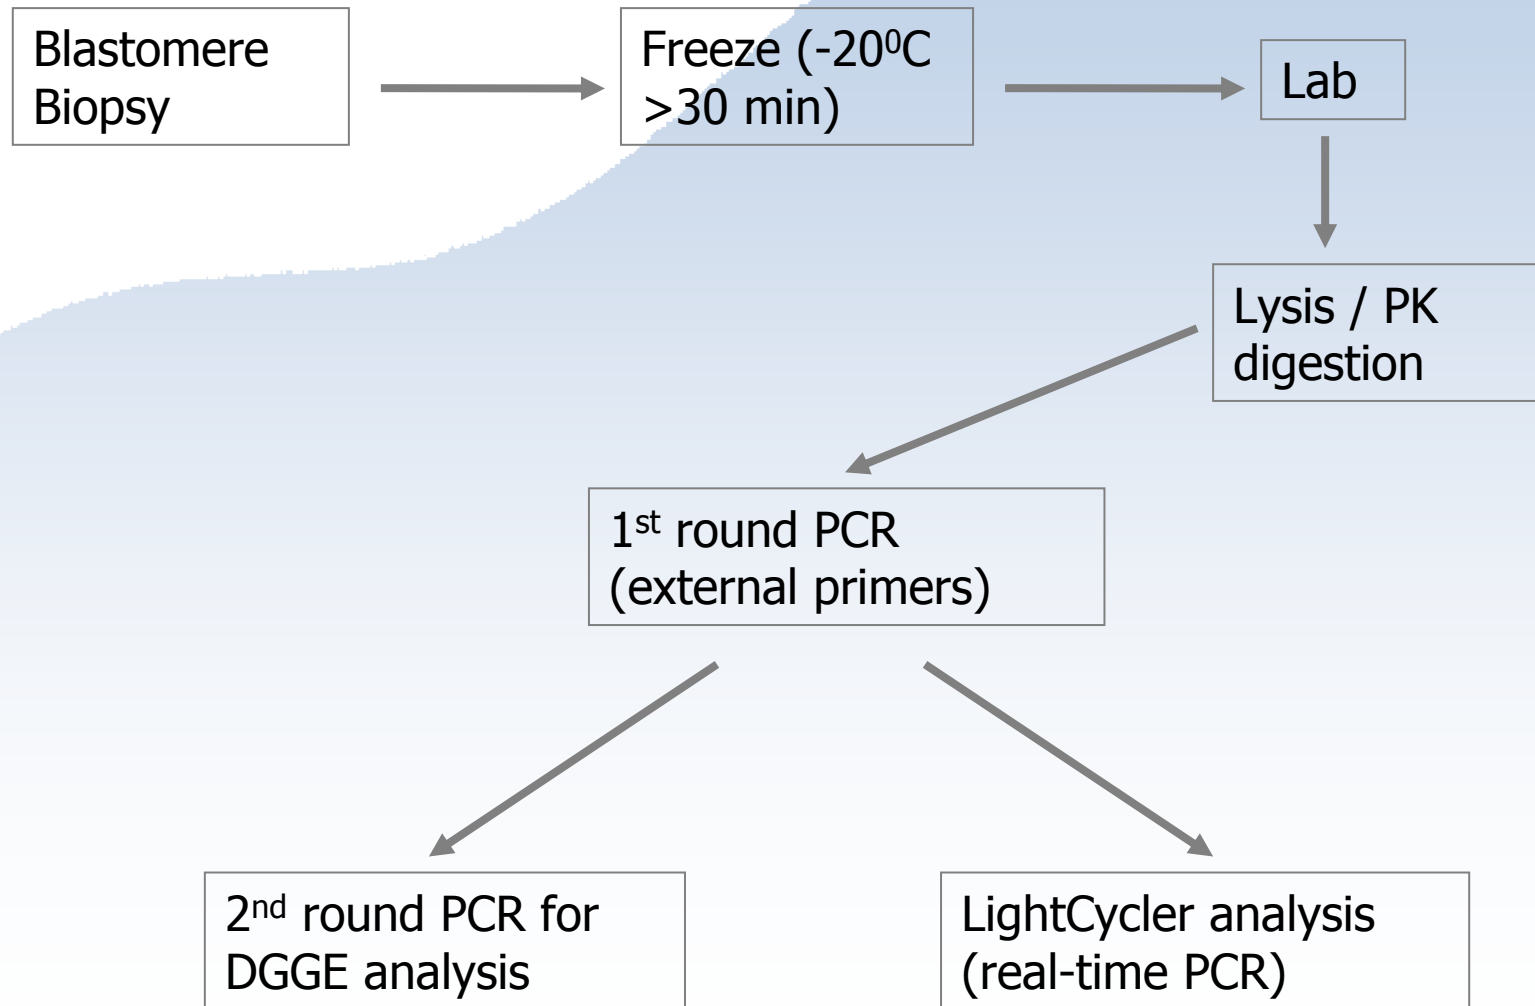 Blastomere
Biopsy
Freeze (-20⁰C
>30 min)
Lab
Lysis / PK
digestion
1st round PCR
(external primers)
2nd round PCR for
DGGE analysis
LightCycler analysis
(real-time PCR)